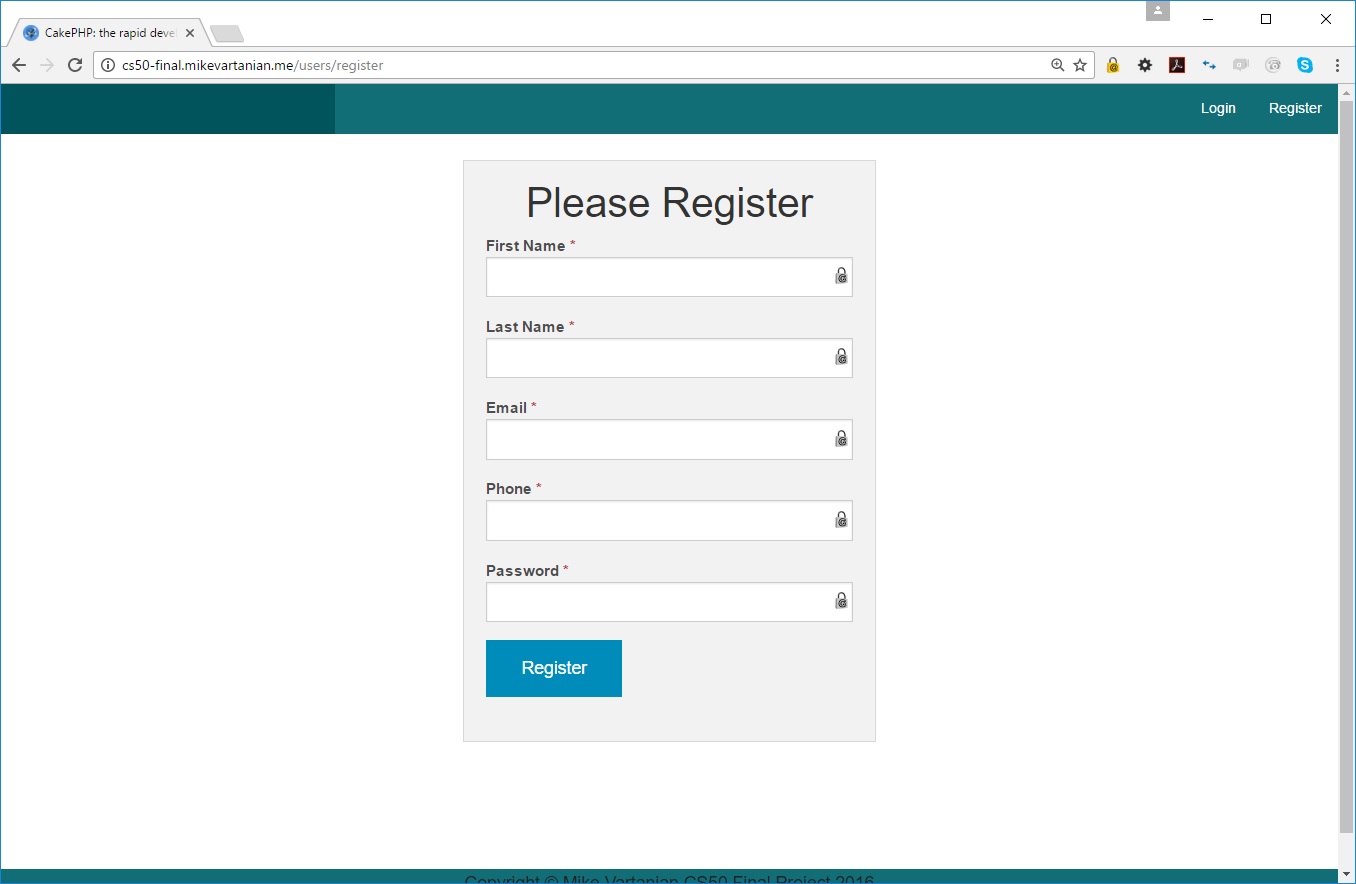 CakePHP: the rapid devel
cs50-final.mikevartanian.me/users/register
Login Register
Please Register
First Name *
Last Name *
Email *
Phone *
Password *
Register
Copyright © Mike Vartanian CS50 Final Project 2016